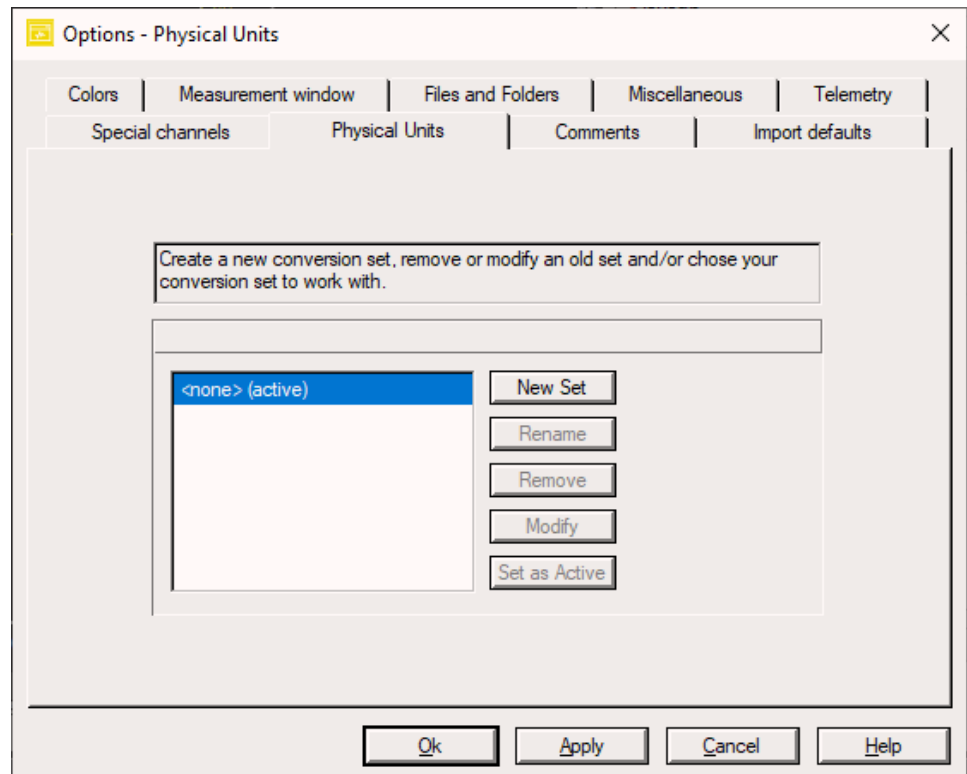 Options - Physical Units
Colors
Measurement window
Files and Folders
Miscellaneous
Telemetry
Special channels
Physical Units
Comments
Import defaults
Create a new conversion set, remove or modify an old set and/or chose your
conversion set to work with.
<none> (active)
New Set
Rename
Remove
Modify
Set as Active
Ok
Apply
Cancel
Help